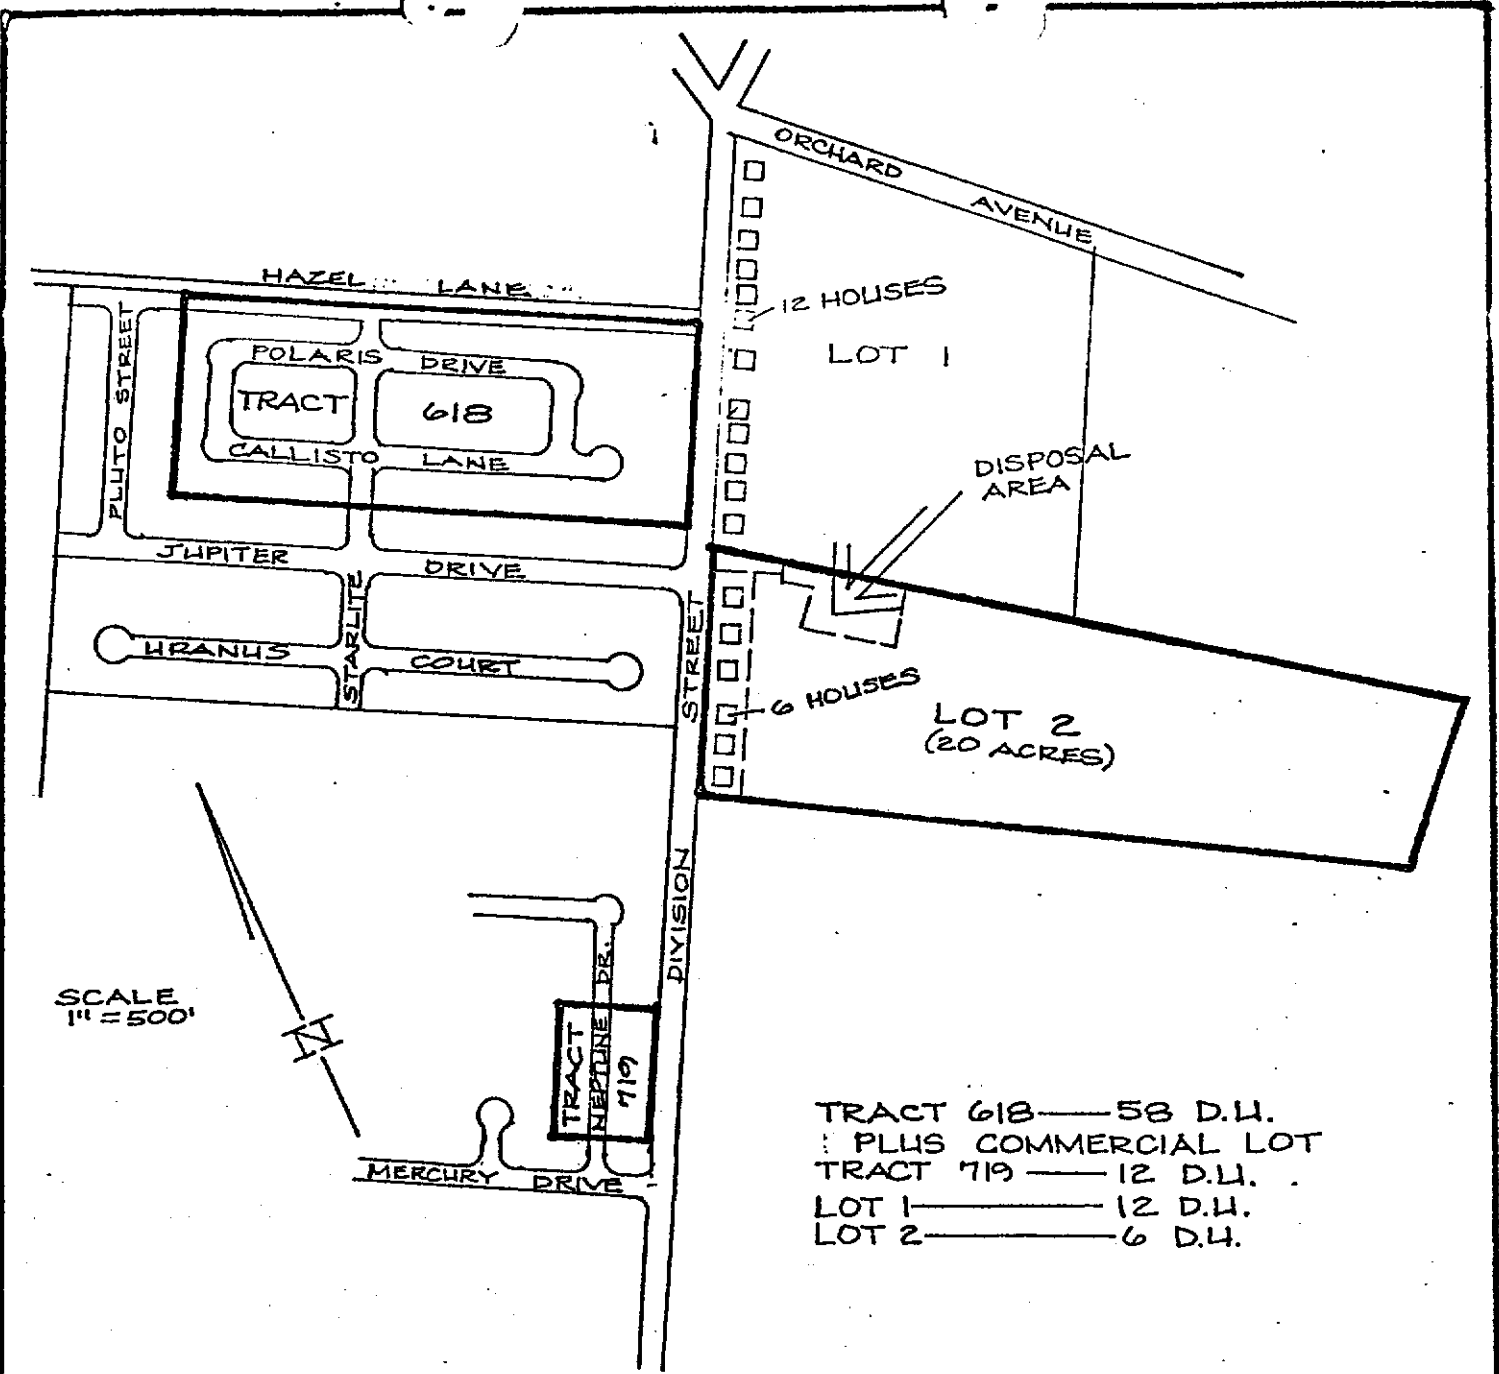 ORCHARD AVENUE
HAZEL LANE
12 HOUSES
LOT 1
POLARIS DRIVE
TRACT 618
CALLISTO LANE
PLUTO STREET
DISPOSAL
AREA
JUPITER DRIVE
STARLITE
URANUS COURT
6 HOUSES
LOT 2
(20 ACRES)
DIVISION STREET
SCALE
1" = 500'
N
NEPTUNE DR.
TRACT
719
MERCURY DRIVE
TRACT 618 — 58 D.U.
PLUS COMMERCIAL LOT
TRACT 719 — 12 D.U.
LOT 1 — 12 D.U.
LOT 2 — 6 D.U.